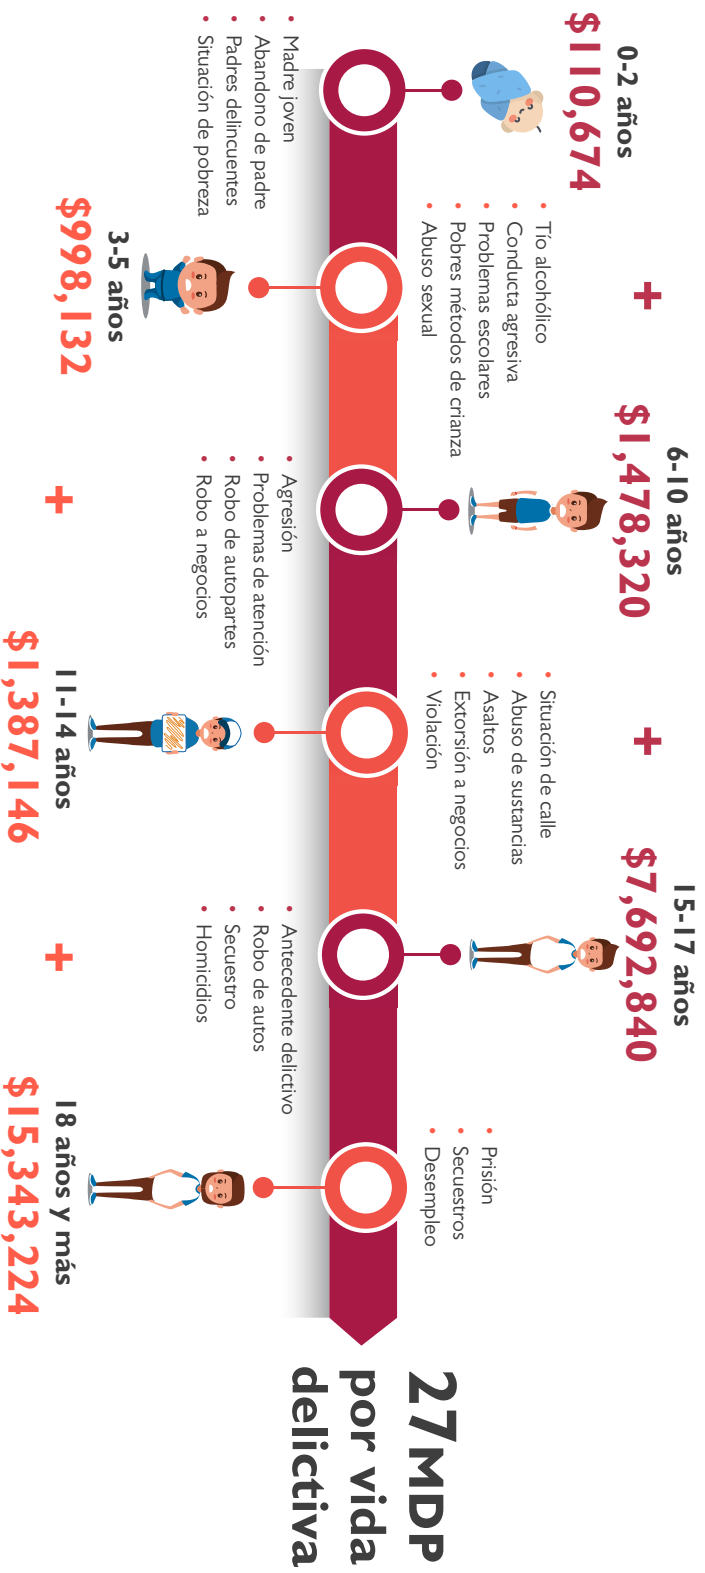 0-2 años
$110,674
• Madre joven
• Abandono de padre
• Padres delincuentes
• Situación de pobreza
+
3-5 años
$998,132
• Tío alcohólico
• Conducta agresiva
• Problemas escolares
• Pobres métodos de crianza
• Abuso sexual
+
6-10 años
$1,478,320
• Agresión
• Problemas de atención
• Robo de autopartes
• Robo a negocios
+
11-14 años
$1,387,146
• Situación de calle
• Abuso de sustancias
• Asaltos
• Extorsión a negocios
• Violación
+
15-17 años
$7,692,840
• Antecedente delictivo
• Robo de autos
• Secuestro
• Homicidios
18 años y más
$15,343,224
• Prisión
• Secuestros
• Desempleo
27 MDP
por vida
delictiva